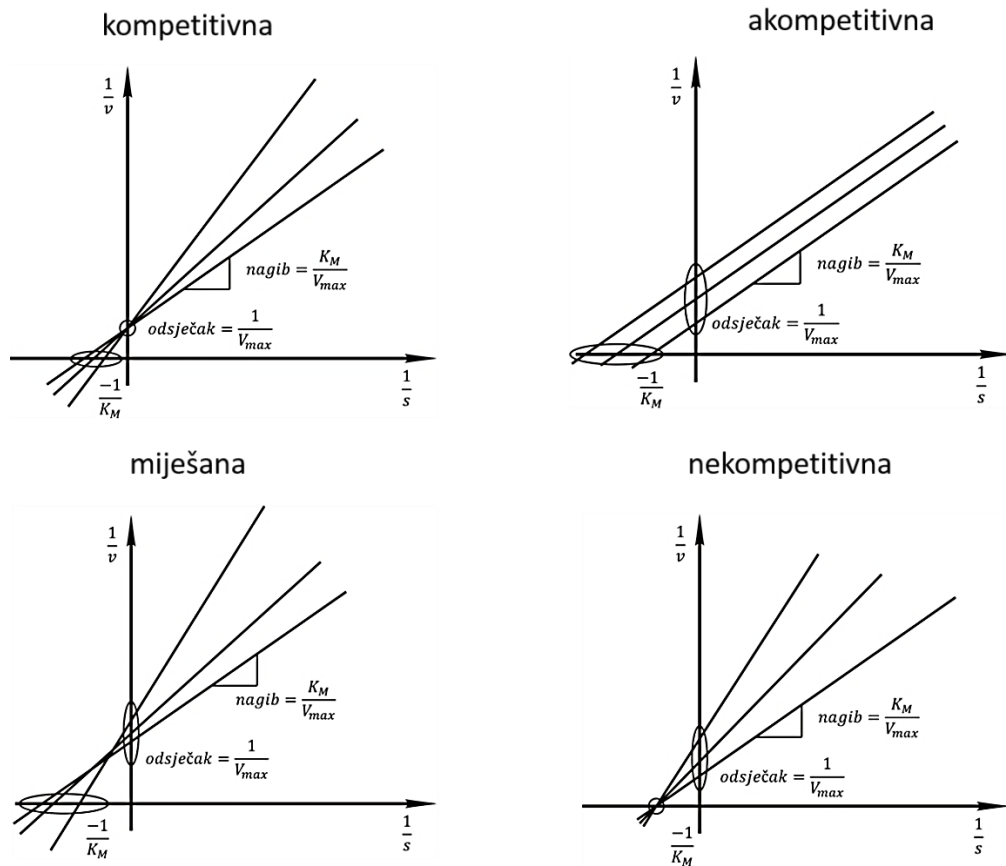 kompetitivna
1/v
nagib = K_M/V_max
odsječak = 1/V_max
-1/K_M
1/s
akompetitivna
1/v
nagib = K_M/V_max
odsječak = 1/V_max
-1/K_M
1/s
miješana
1/v
nagib = K_M/V_max
odsječak = 1/V_max
-1/K_M
1/s
nekompetitivna
1/v
nagib = K_M/V_max
odsječak = 1/V_max
-1/K_M
1/s